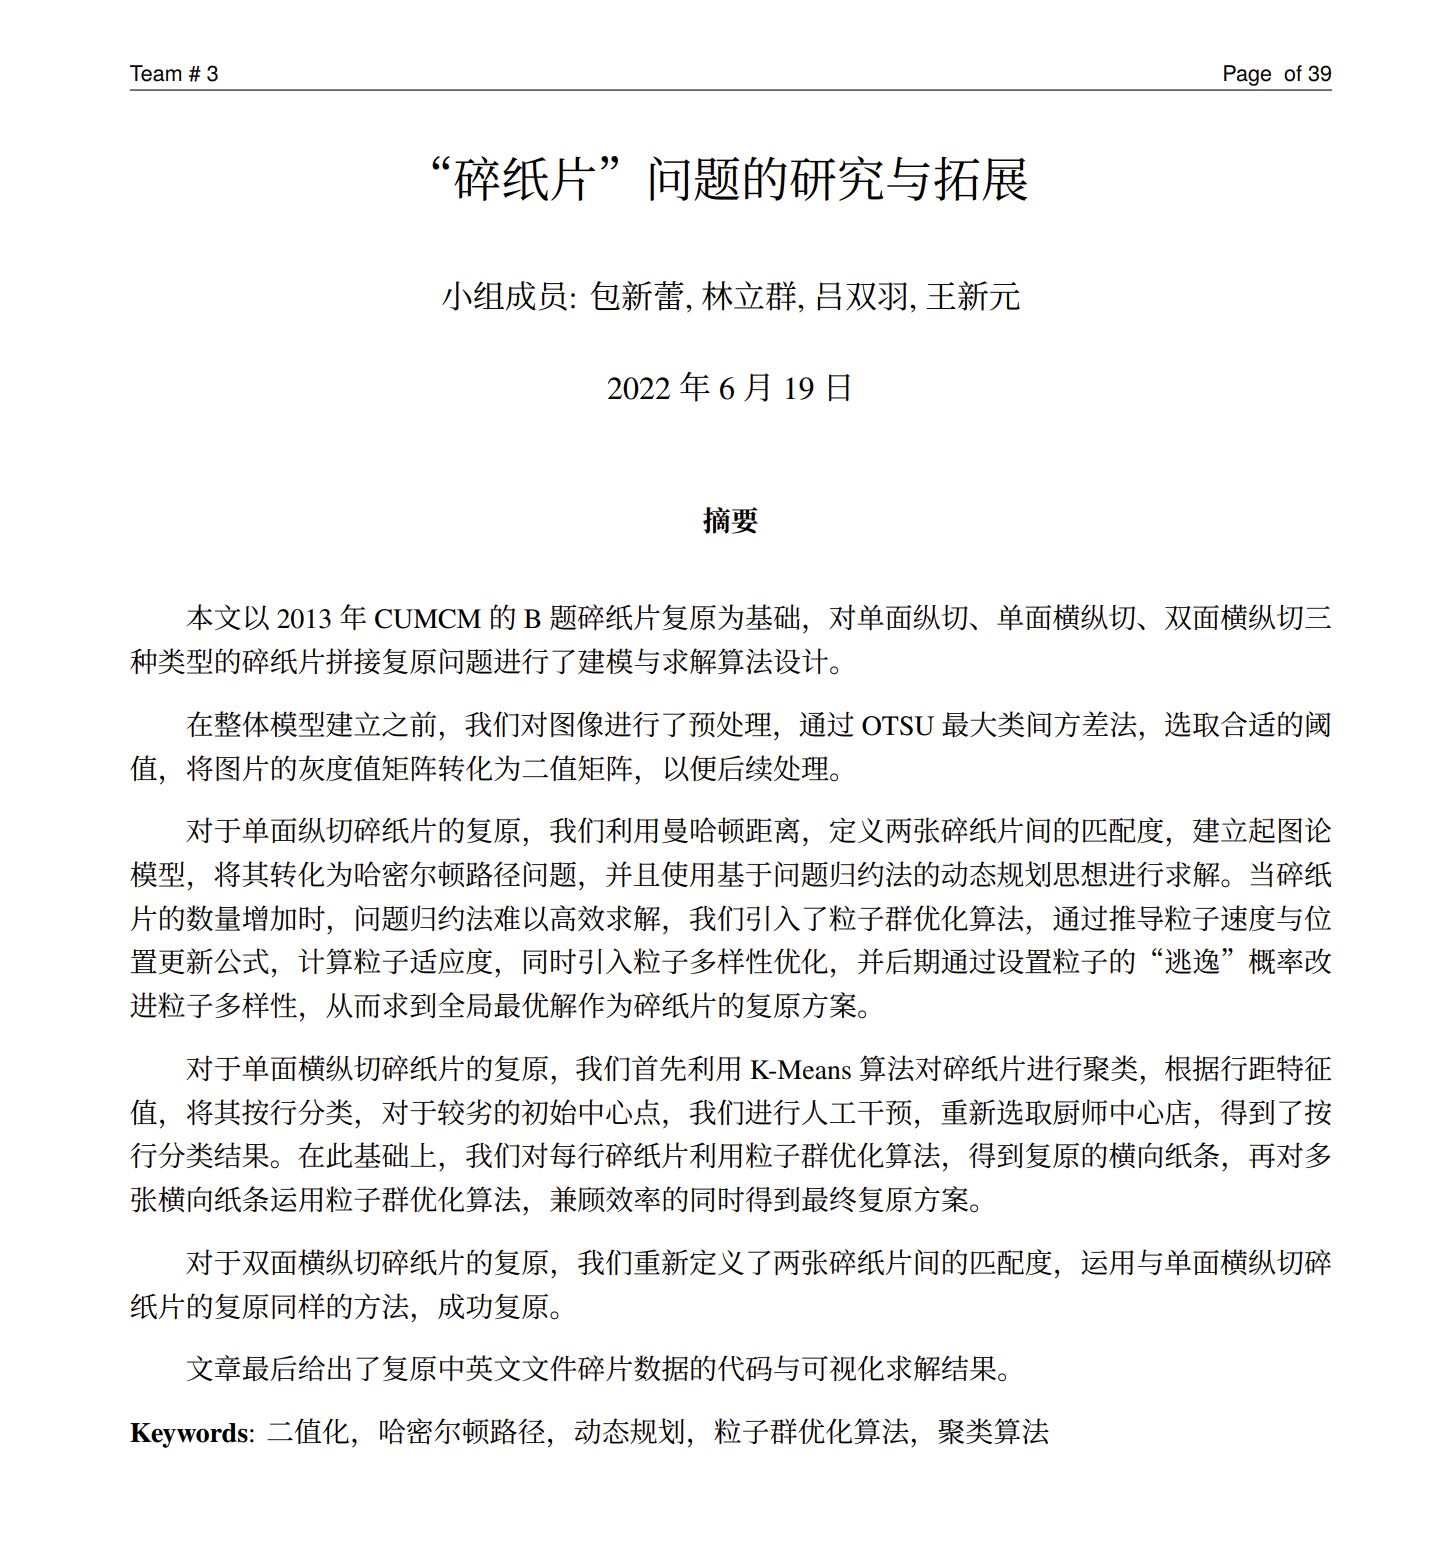 Team # 3
Page of 39
“碎纸片”问题的研究与拓展
小组成员: 包新蕾, 林立群, 吕双羽, 王新元
2022 年 6 月 19 日
摘要
本文以 2013 年 CUMCM 的 B 题碎纸片复原为基础，对单面纵切、单面横纵切、双面横纵切三
种类型的碎纸片拼接复原问题进行了建模与求解算法设计。
在整体模型建立之前，我们对图像进行了预处理，通过 OTSU 最大类间方差法，选取合适的阈
值，将图片的灰度值矩阵转化为二值矩阵，以便后续处理。
对于单面纵切碎纸片的复原，我们利用曼哈顿距离，定义两张碎纸片间的匹配度，建立起图论
模型，将其转化为哈密尔顿路径问题，并且使用基于问题归约法的动态规划思想进行求解。当碎纸
片的数量增加时，问题归约法难以高效求解，我们引入了粒子群优化算法，通过推导粒子速度与位
置更新公式，计算粒子适应度，同时引入粒子多样性优化，并后期通过设置粒子的“逃逸”概率改
进粒子多样性，从而求到全局最优解作为碎纸片的复原方案。
对于单面横纵切碎纸片的复原，我们首先利用 K-Means 算法对碎纸片进行聚类，根据行距特征
值，将其按行分类，对于较劣的初始中心点，我们进行人工干预，重新选取厨师中心店，得到了按
行分类结果。在此基础上，我们对每行碎纸片利用粒子群优化算法，得到复原的横向纸条，再对多
张横向纸条运用粒子群优化算法，兼顾效率的同时得到最终复原方案。
对于双面横纵切碎纸片的复原，我们重新定义了两张碎纸片间的匹配度，运用与单面横纵切碎
纸片的复原同样的方法，成功复原。
文章最后给出了复原中英文文件碎片数据的代码与可视化求解结果。
Keywords: 二值化，哈密尔顿路径，动态规划，粒子群优化算法，聚类算法